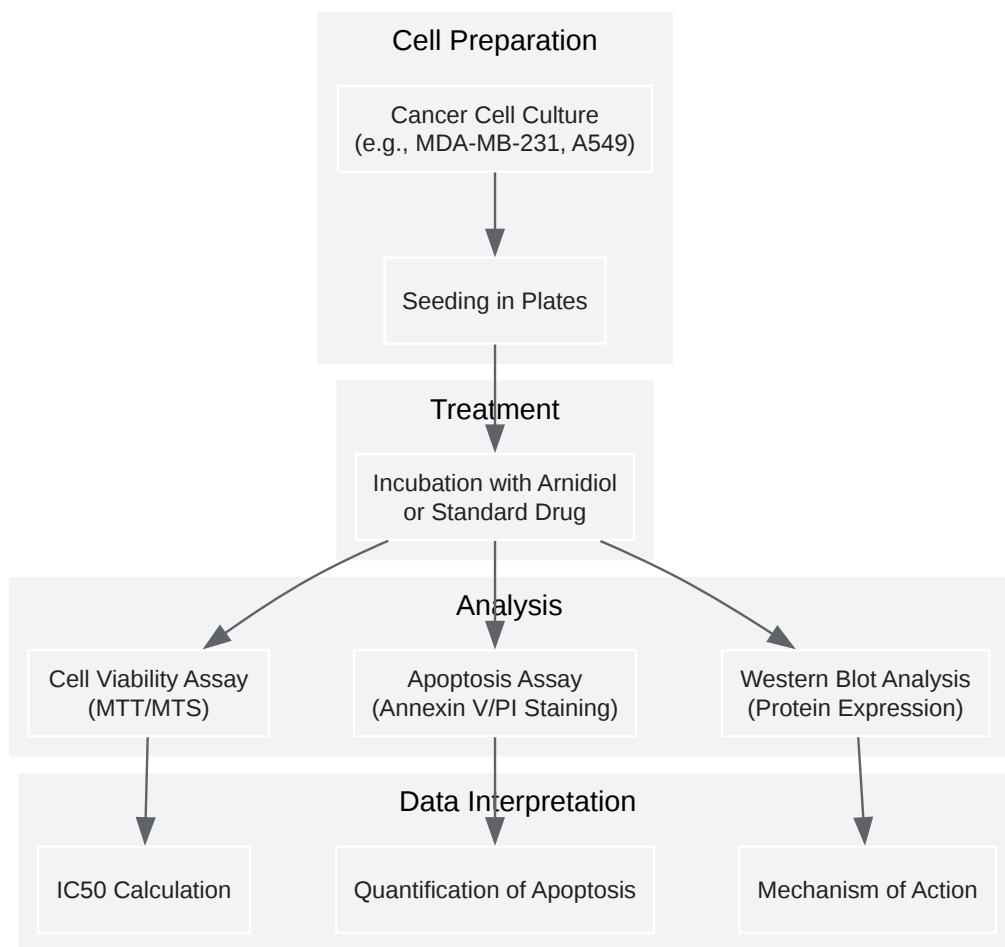 Cell Preparation
Cancer Cell Culture
(e.g., MDA-MB-231, A549)
Seeding in Plates
Treatment
Incubation with Arnidiol
or Standard Drug
Analysis
Cell Viability Assay
(MTT/MTS)
Apoptosis Assay
(Annexin V/PI Staining)
Western Blot Analysis
(Protein Expression)
Data Interpretation
IC50 Calculation
Quantification of Apoptosis
Mechanism of Action